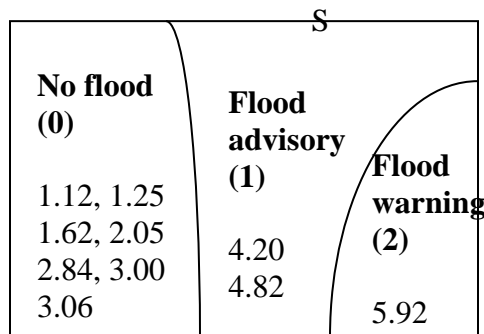 S
No flood
(0)
1.12, 1.25
1.62, 2.05
2.84, 3.00
3.06
Flood
advisory
(1)
4.20
4.82
Flood
warning
(2)
5.92